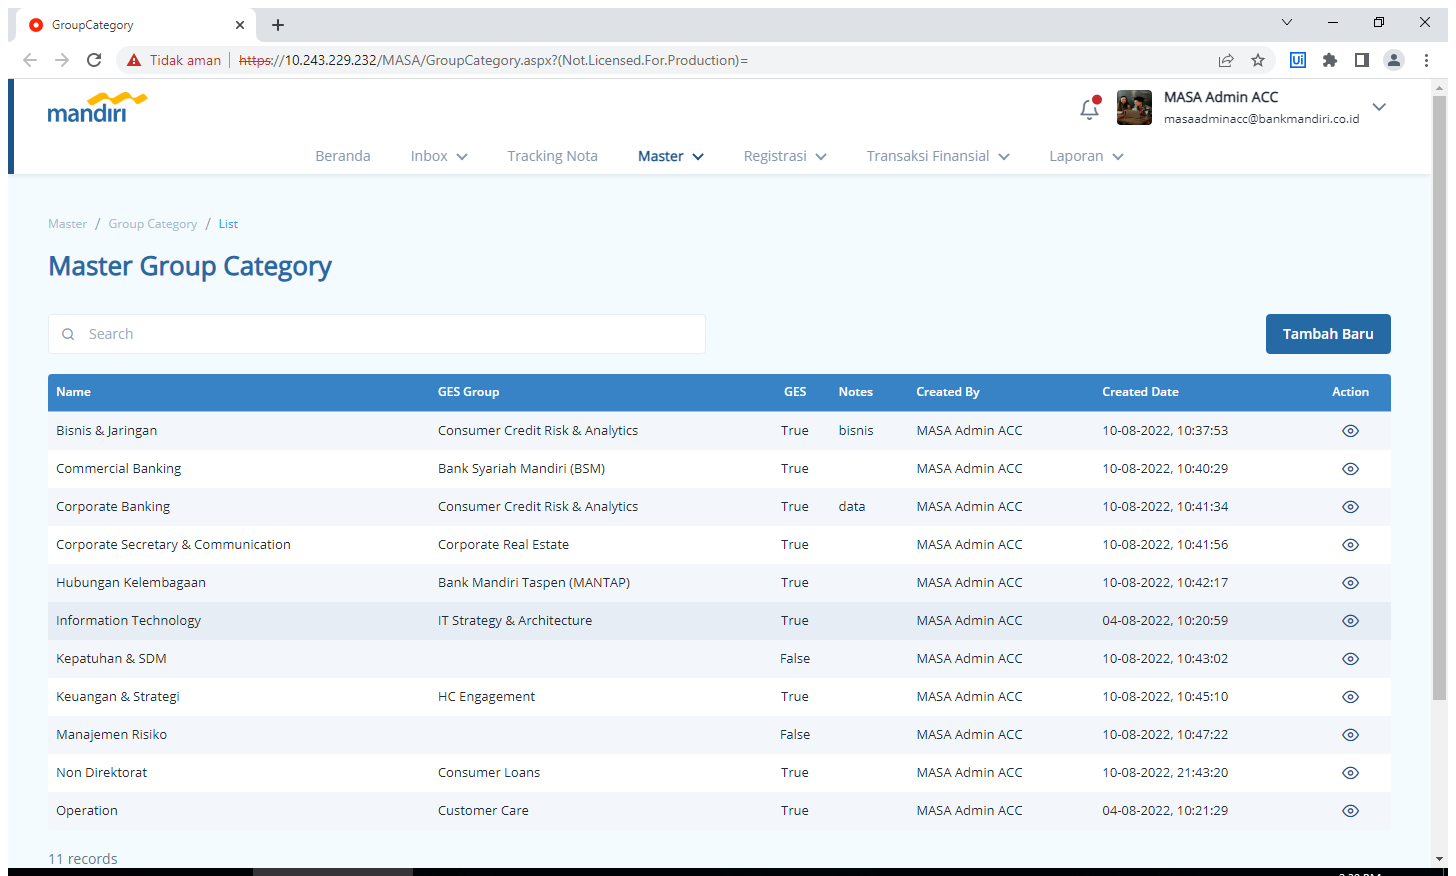 GroupCategory
Tidak aman https://10.243.229.232/MASA/GroupCategory.aspx?(Not.Licensed.For.Production)=
Ui
mandiri
MASA Admin ACC
masaadminacc@bankmandiri.co.id
Beranda Inbox Tracking Nota Master Registrasi Transaksi Finansial Laporan
Master / Group Category / List
Master Group Category
Search
Tambah Baru
Name GES Group GES Notes Created By Created Date Action
Bisnis & Jaringan Consumer Credit Risk & Analytics True bisnis MASA Admin ACC 10-08-2022, 10:37:53
Commercial Banking Bank Syariah Mandiri (BSM) True MASA Admin ACC 10-08-2022, 10:40:29
Corporate Banking Consumer Credit Risk & Analytics True data MASA Admin ACC 10-08-2022, 10:41:34
Corporate Secretary & Communication Corporate Real Estate True MASA Admin ACC 10-08-2022, 10:41:56
Hubungan Kelembagaan Bank Mandiri Taspen (MANTAP) True MASA Admin ACC 10-08-2022, 10:42:17
Information Technology IT Strategy & Architecture True MASA Admin ACC 04-08-2022, 10:20:59
Kepatuhan & SDM False MASA Admin ACC 10-08-2022, 10:43:02
Keuangan & Strategi HC Engagement True MASA Admin ACC 10-08-2022, 10:45:10
Manajemen Risiko False MASA Admin ACC 10-08-2022, 10:47:22
Non Direktorat Consumer Loans True MASA Admin ACC 10-08-2022, 21:43:20
Operation Customer Care True MASA Admin ACC 04-08-2022, 10:21:29
11 records